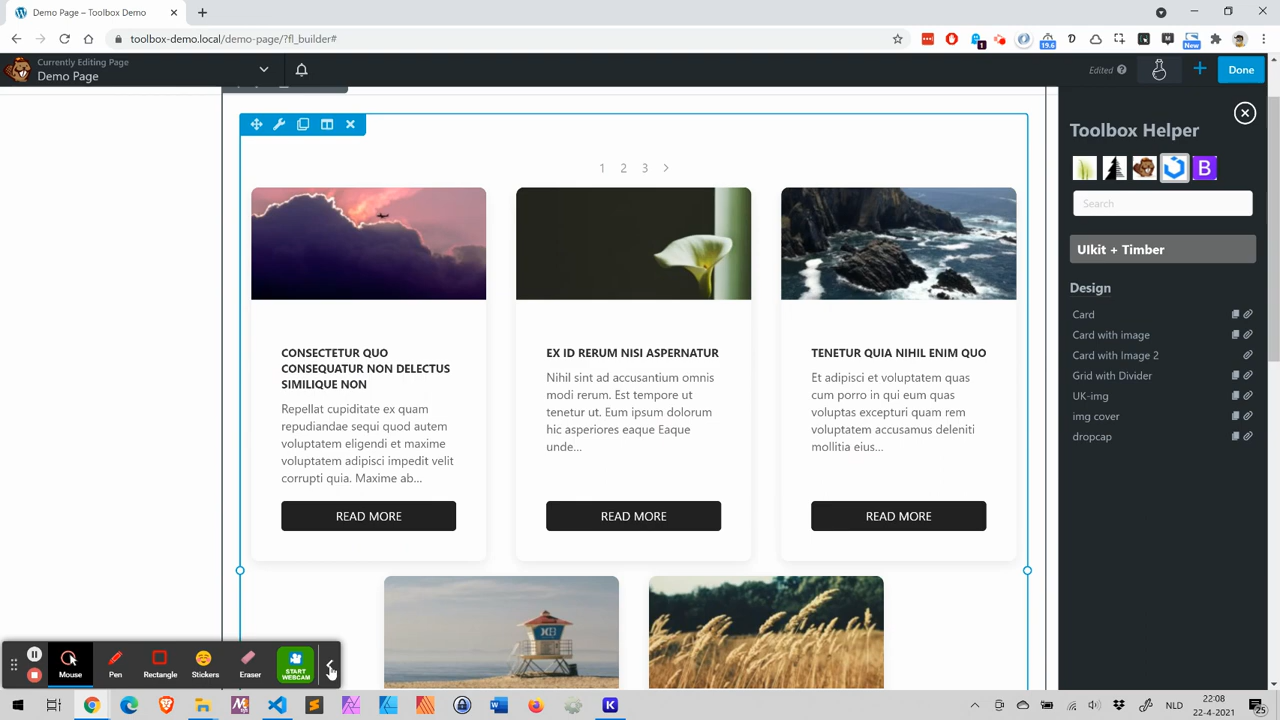 Demo Page – Toolbox Demo
toolbox-demo.local/demo-page/?fl_builder#
1
19.6
New
Currently Editing Page
Demo Page
Edited
Done
1 2 3
CONSECTETUR QUO
CONSEQUATUR NON DELECTUS
SIMILIQUE NON
Repellat cupiditate ex quam
repudiandae sequi quod autem
voluptatem eligendi et maxime
voluptatem adipisci impedit velit
corrupti quia. Maxime ab...
READ MORE
EX ID RERUM NISI ASPERNATUR
Nihil sint ad accusantium omnis
modi rerum. Est tempore ut
tenetur ut. Eum ipsum dolorum
hic asperiores eaque Eaque
unde...
READ MORE
TENETUR QUIA NIHIL ENIM QUO
Et adipisci et voluptatem quas
cum porro in qui eum quas
voluptas excepturi quam rem
voluptatem accusamus deleniti
mollitia eius...
READ MORE
Toolbox Helper
B
Search
UIkit + Timber
Design
Card
Card with image
Card with Image 2
Grid with Divider
UK-img
img cover
dropcap
Mouse
Pen
Rectangle
Stickers
Eraser
START
WEBCAM
NLD
22:08
22-4-2021
25